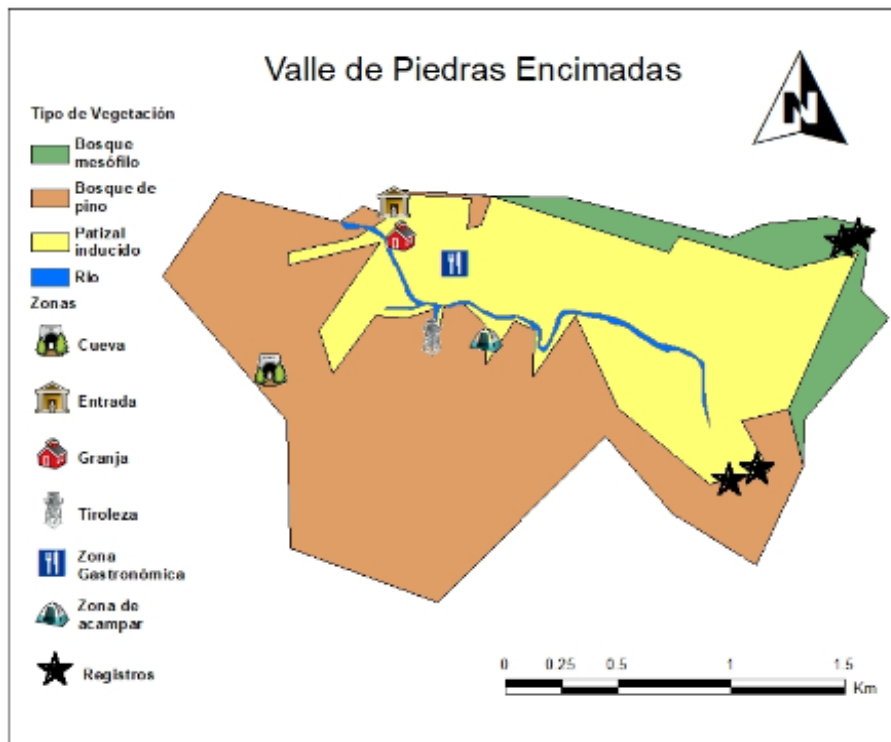 Valle de Piedras Encimadas
N
Tipo de Vegetación
Bosque
mesófilo
Bosque de
pino
Patizal
inducido
Río
Zonas
Cueva
Entrada
Granja
Tiroleza
Zona
Gastronómica
Zona de
acampar
Registros
0 0.25 0.5 1 1.5
Km